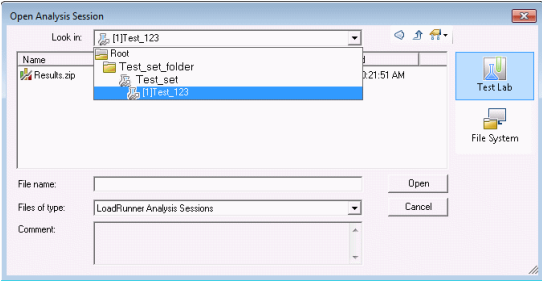 Open Analysis Session
Look in: [1]Test_123
Root
Test_set_folder
Test_set
[1]Test_123
Name
Results.zip :21:51 AM
Test Lab
File System
File name: Open
Files of type: LoadRunner Analysis Sessions Cancel
Comment: